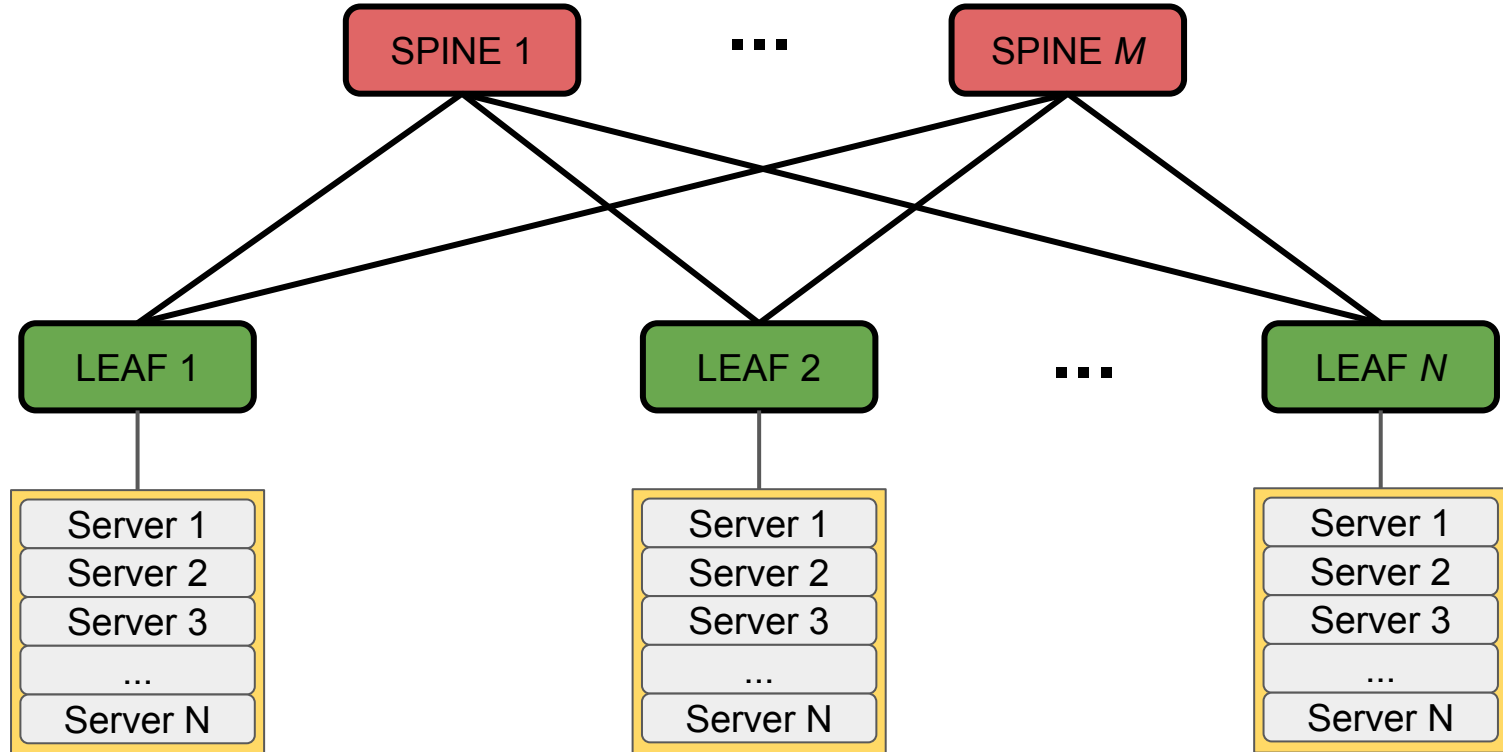 SPINE 1
...
SPINE M
LEAF 1
LEAF 2
...
LEAF N
Server 1
Server 2
Server 3
...
Server N
Server 1
Server 2
Server 3
...
Server N
Server 1
Server 2
Server 3
...
Server N